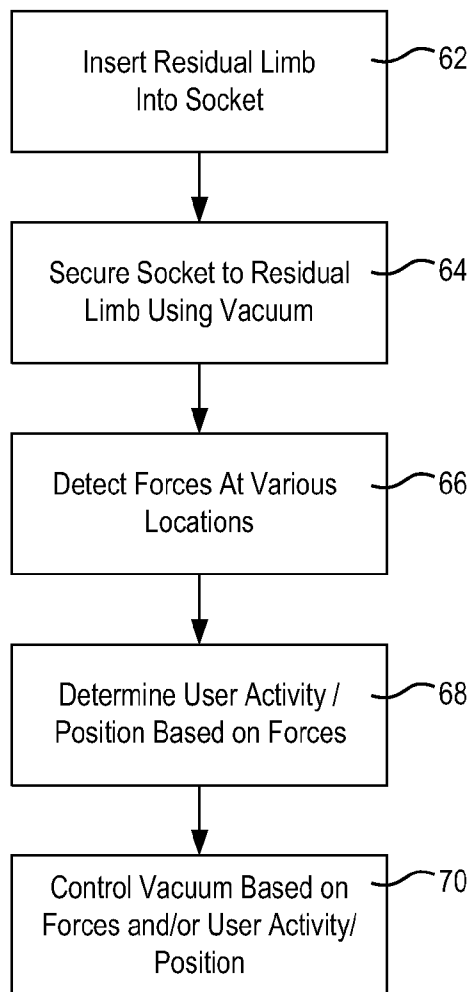 Insert Residual Limb
Into Socket
62
Secure Socket to Residual
Limb Using Vacuum
64
Detect Forces At Various
Locations
66
Determine User Activity /
Position Based on Forces
68
Control Vacuum Based on
Forces and/or User Activity/
Position
70